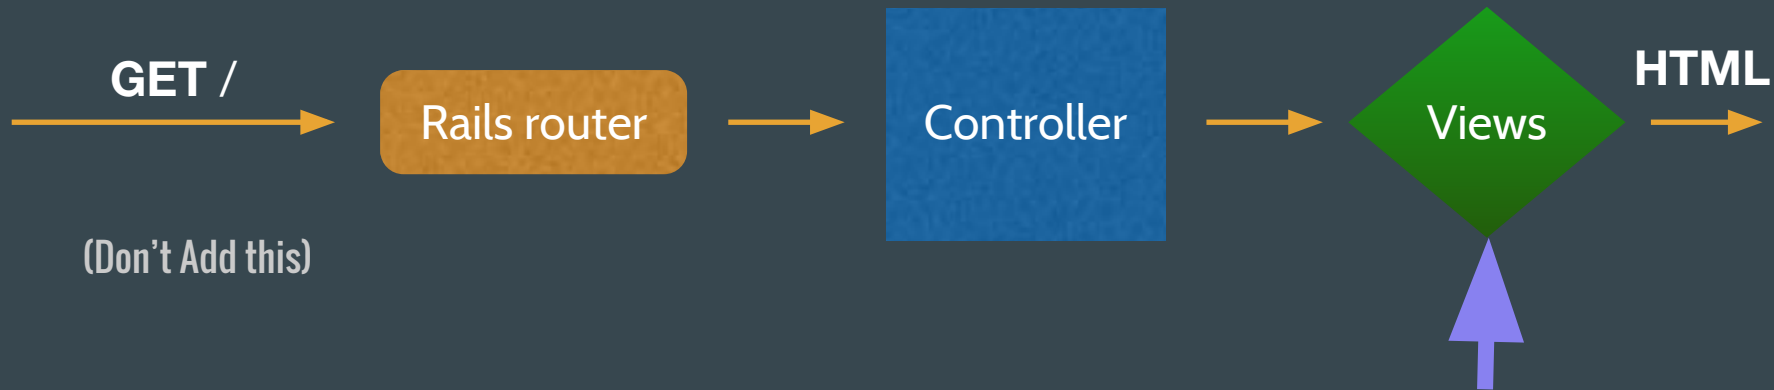 GET /
Rails router
Controller
Views
HTML
(Don't Add this)